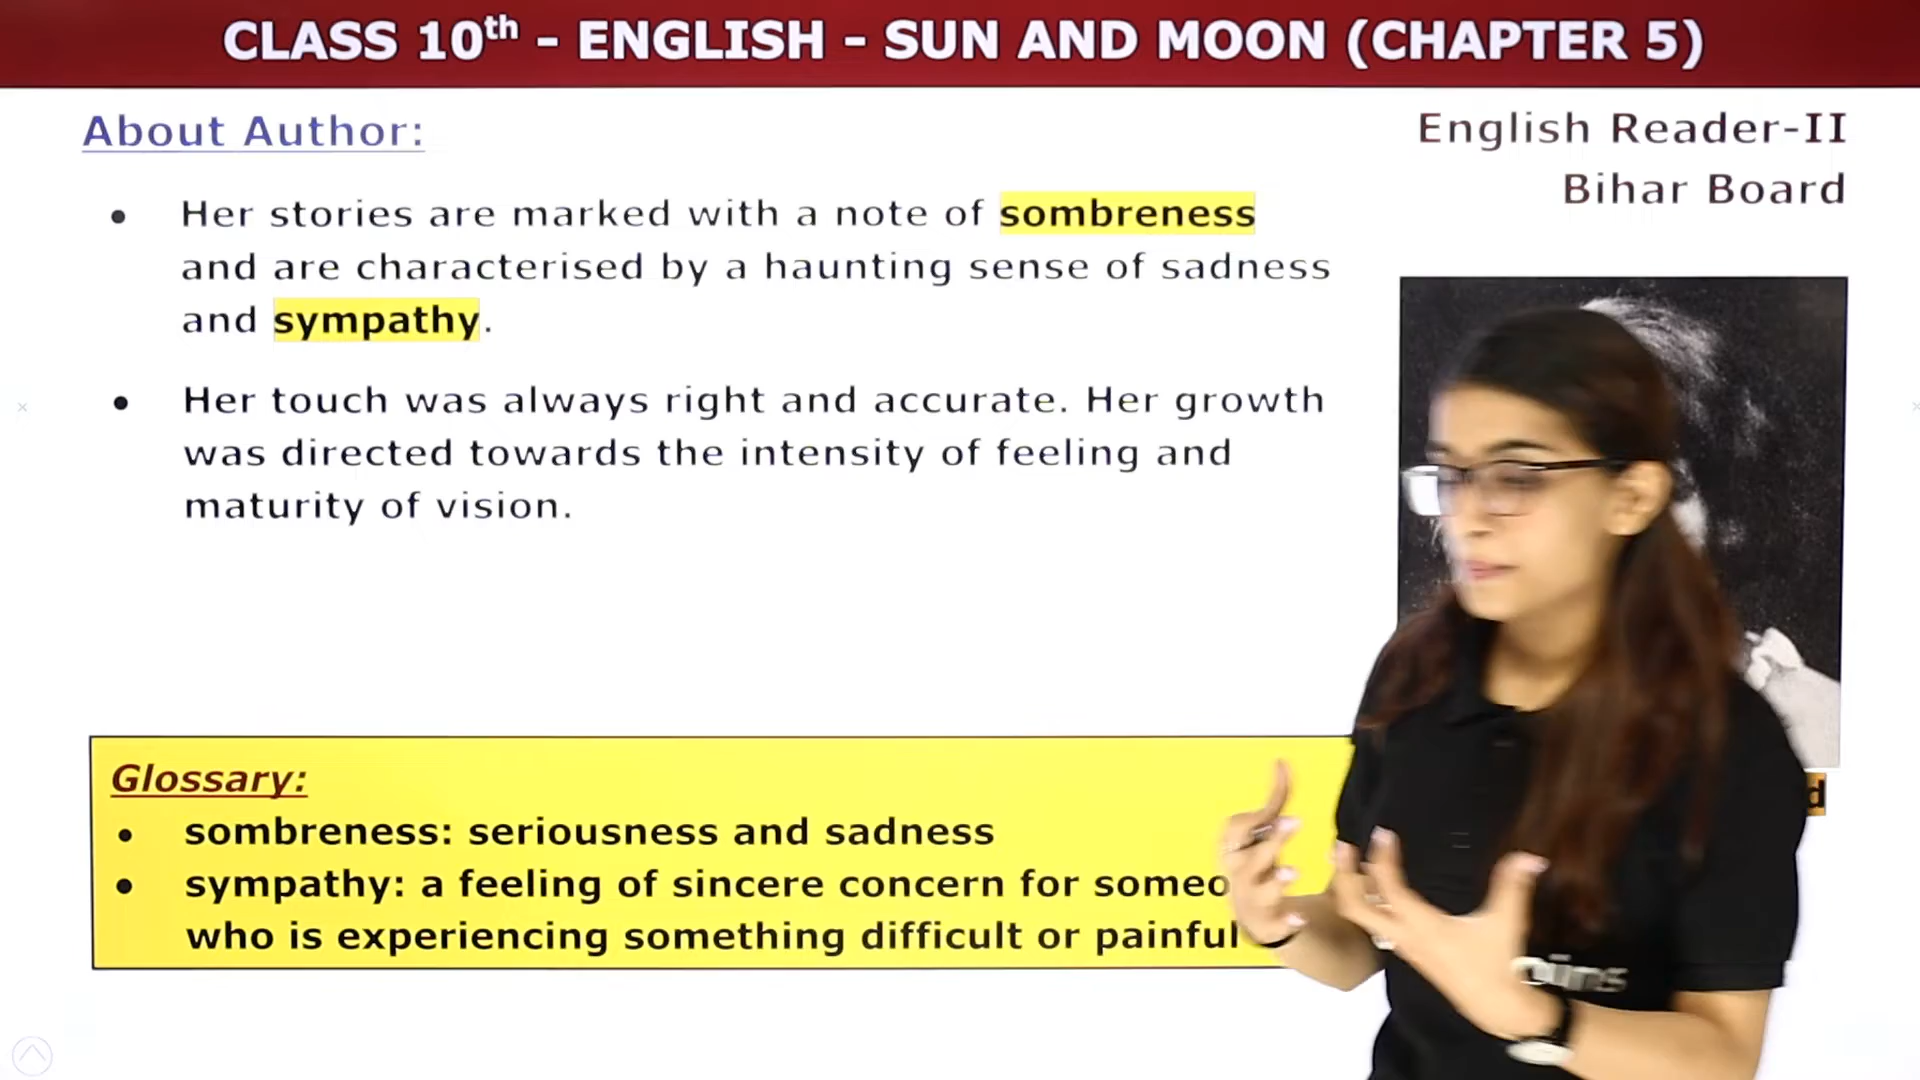 CLASS 10th - ENGLISH - SUN AND MOON (CHAPTER 5)
About Author:
English Reader-II
Bihar Board
• Her stories are marked with a note of sombreness
and are characterised by a haunting sense of sadness
and sympathy.
• Her touch was always right and accurate. Her growth
was directed towards the intensity of feeling and
maturity of vision.
Glossary:
• sombreness: seriousness and sadness
• sympathy: a feeling of sincere concern for
who is experiencing something difficult or painful